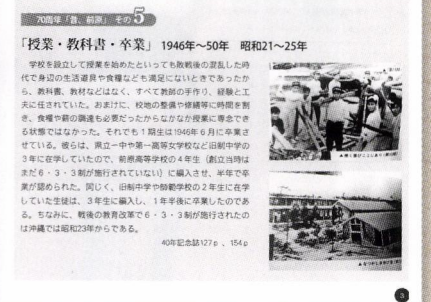 70周年「昔、前原」 その5
「授業・教科書・卒業」 1946年～50年 昭和21～25年
学校を設立して授業を始めたといっても敗戦後の混乱した時
代で身辺の生活道具や食糧なども満足にないときであったか
ら、教科書、教材などはなく、すべて教師の手作り、経験と工
夫に任されていた。おまけに、校地の整備や修繕等に時間を割
き、食糧や薪の調達も必要だったからなかなか授業に専念でき
る状態ではなかった。それでも1期生は1946年6月に卒業さ
せている。彼らは、県立一中や第一高等女学校など旧制中学の
3年に在学していたので、前原高等学校の4年生（創立当時は
まだ6・3・3制が施行されていない）に編入させ、半年で卒
業が認められた。同じく、旧制中学や師範学校の2年生に在学
していた生徒は、3年生に編入し、1年半後に卒業したのであ
る。ちなみに、戦後の教育改革で6・3・3制が施行されたの
は沖縄では昭和23年からである。
40年記念誌127p 、154p
3